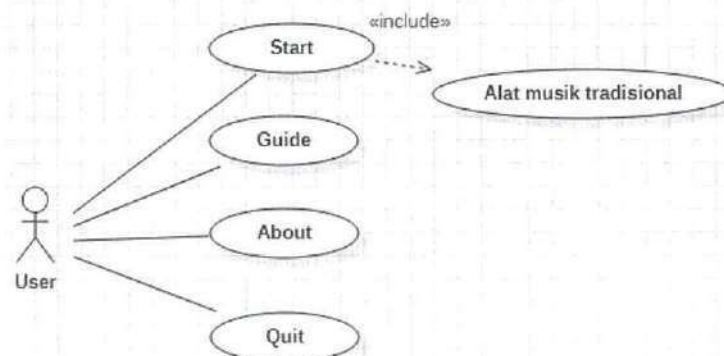 «include»
Start
Alat musik tradisional
Guide
About
User
Quit